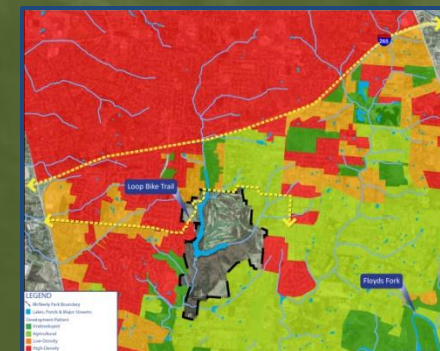 265
Loop Bike Trail
Floyds Fork
LEGEND
McNeely Park Boundary
Lakes, Ponds & Major Streams
Development Pattern
Undeveloped
Agricultural
Low-Density
High-Density